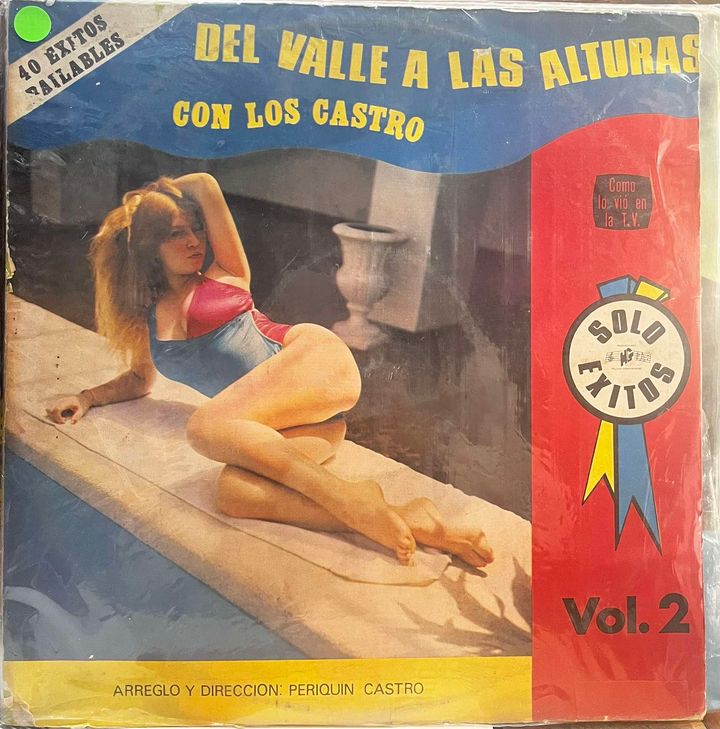 40 EXITOS
BAILABLES
DEL VALLE A LAS ALTURAS
CON LOS CASTRO
Como
lo vió en
la T.V.
SOLO
EXITOS
Vol. 2
ARREGLO Y DIRECCION: PERIQUIN CASTRO